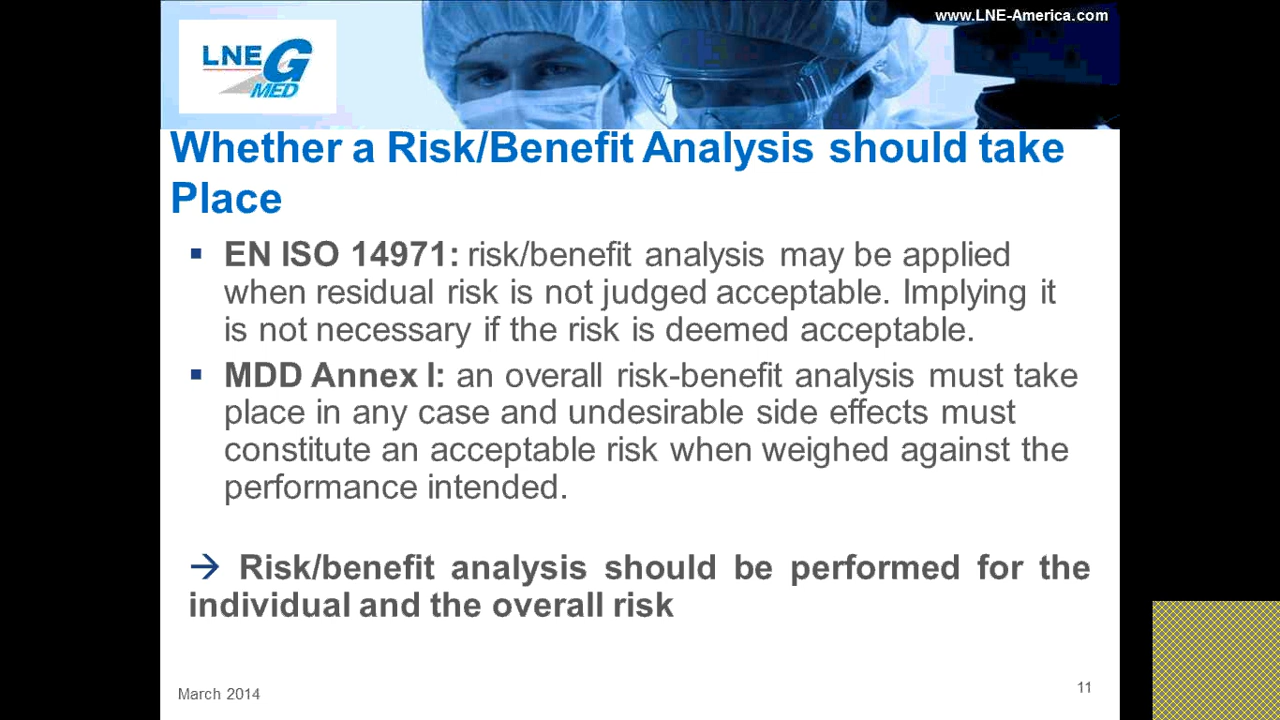 www.LNE-America.com
LNE G
MED
Whether a Risk/Benefit Analysis should take
Place
▪ EN ISO 14971: risk/benefit analysis may be applied
when residual risk is not judged acceptable. Implying it
is not necessary if the risk is deemed acceptable.
▪ MDD Annex I: an overall risk-benefit analysis must take
place in any case and undesirable side effects must
constitute an acceptable risk when weighed against the
performance intended.
→ Risk/benefit analysis should be performed for the
individual and the overall risk
March 2014
11